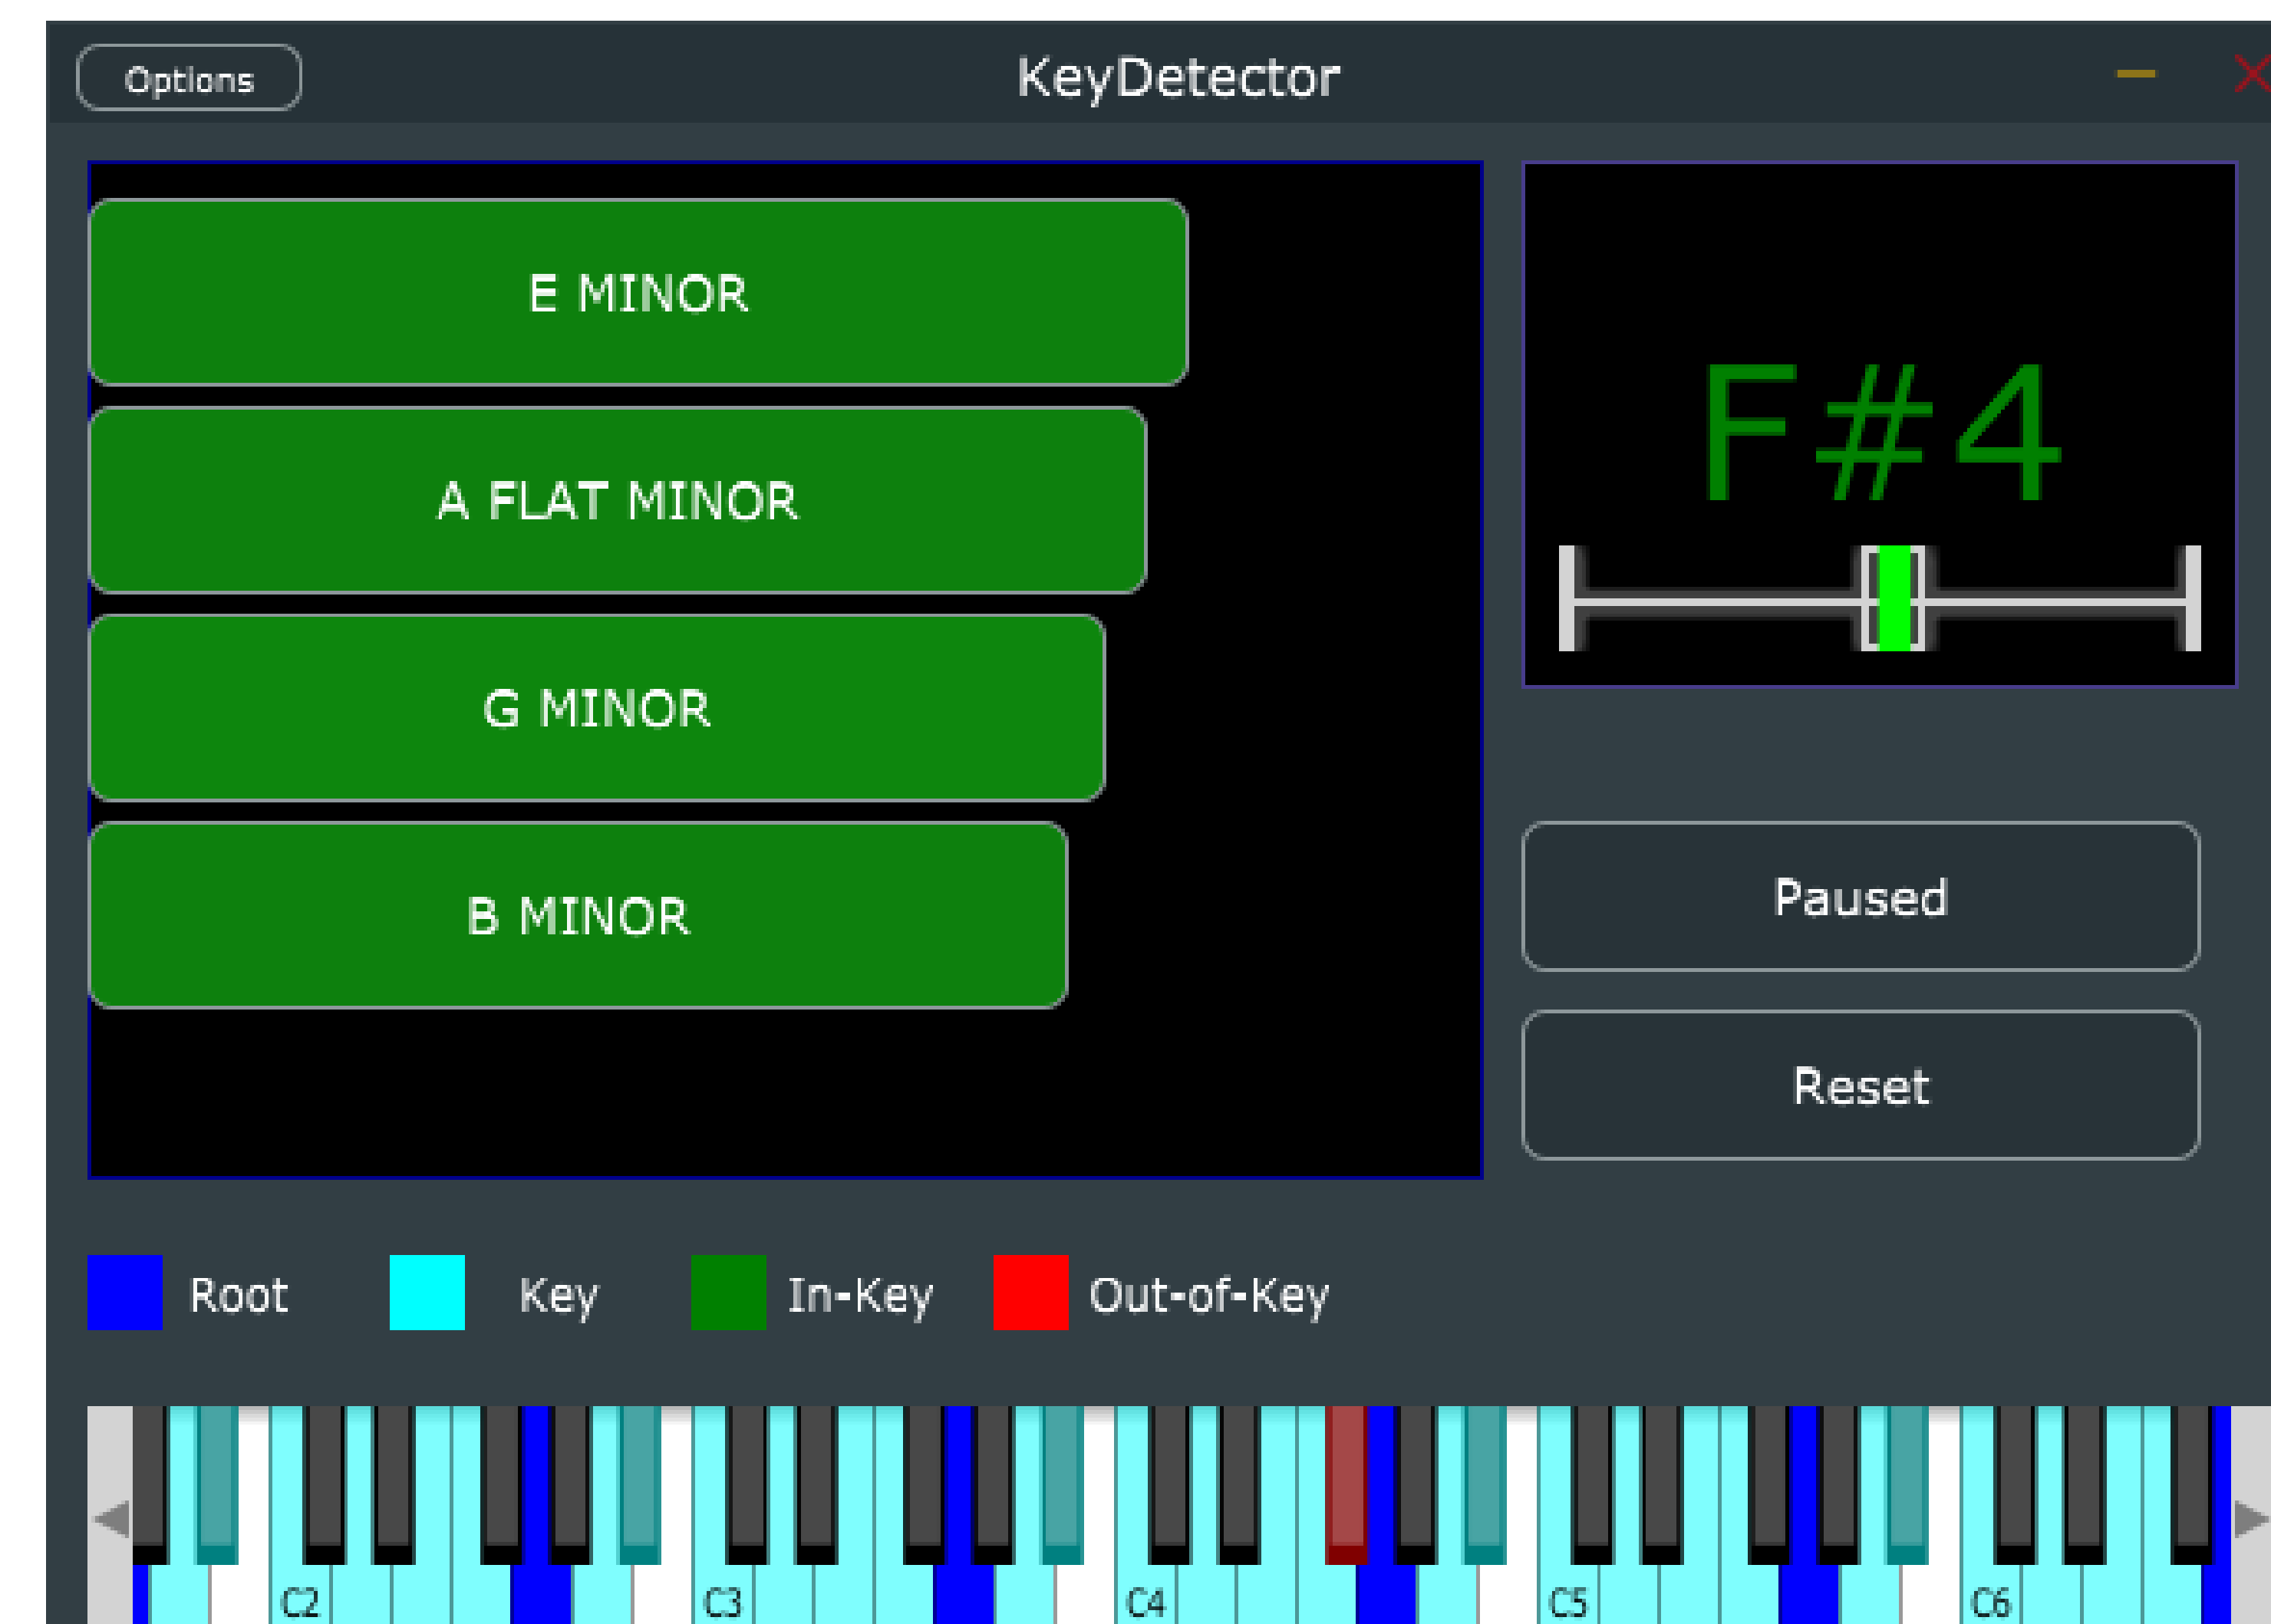 Options
KeyDetector
E MINOR
A FLAT MINOR
G MINOR
B MINOR
F#4
Paused
Reset
Root
Key
In-Key
Out-of-Key
C2
C3
C4
C5
C6